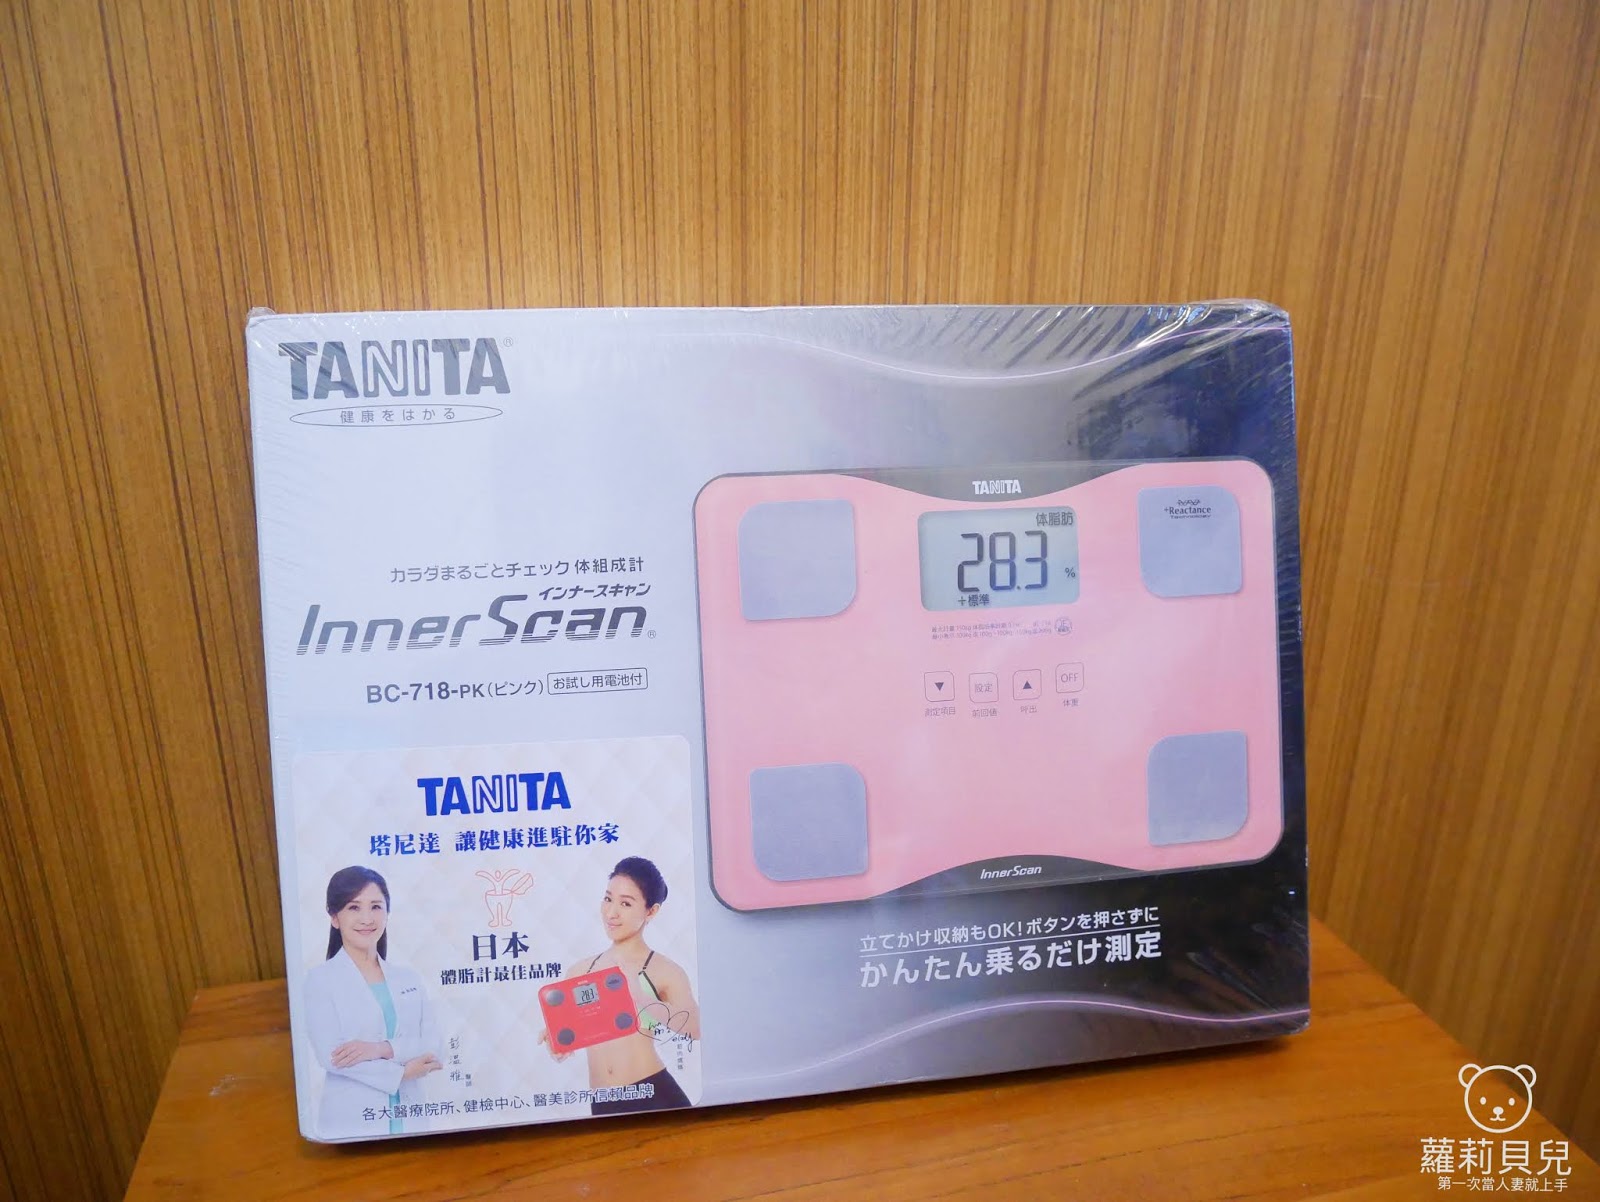 TANITA®
健康をはかる
カラダまるごとチェック 体組成計
インナースキャン
InnerScan®
BC-718-PK(ピンク) お試し用電池付
TANITA
+Reactance
Technology
体脂肪
28.3 %
+標準
▼ 設定 ▲ OFF
測定項目 前回値 呼出 体重
InnerScan
立てかけ収納もOK!ボタンを押さずに
かんたん乗るだけ測定
TANITA
塔尼達 讓健康進駐你家
日本
體脂計最佳品牌
28.3
各大醫療院所、健檢中心、醫美診所信賴品牌
蘿莉貝兒
第一次當人妻就上手